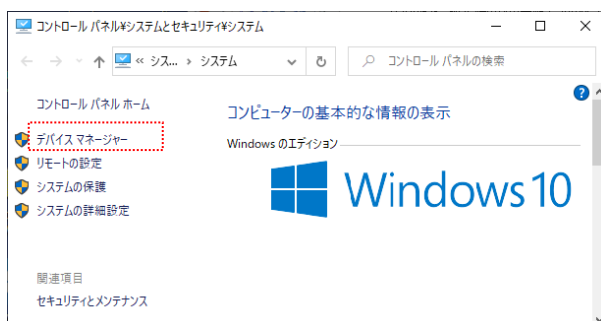 コントロール パネル¥システムとセキュリティ¥システム
« シス... › システム
コントロール パネルの検索
コントロール パネル ホーム
デバイス マネージャー
リモートの設定
システムの保護
システムの詳細設定
関連項目
セキュリティとメンテナンス
コンピューターの基本的な情報の表示
Windows のエディション
Windows 10